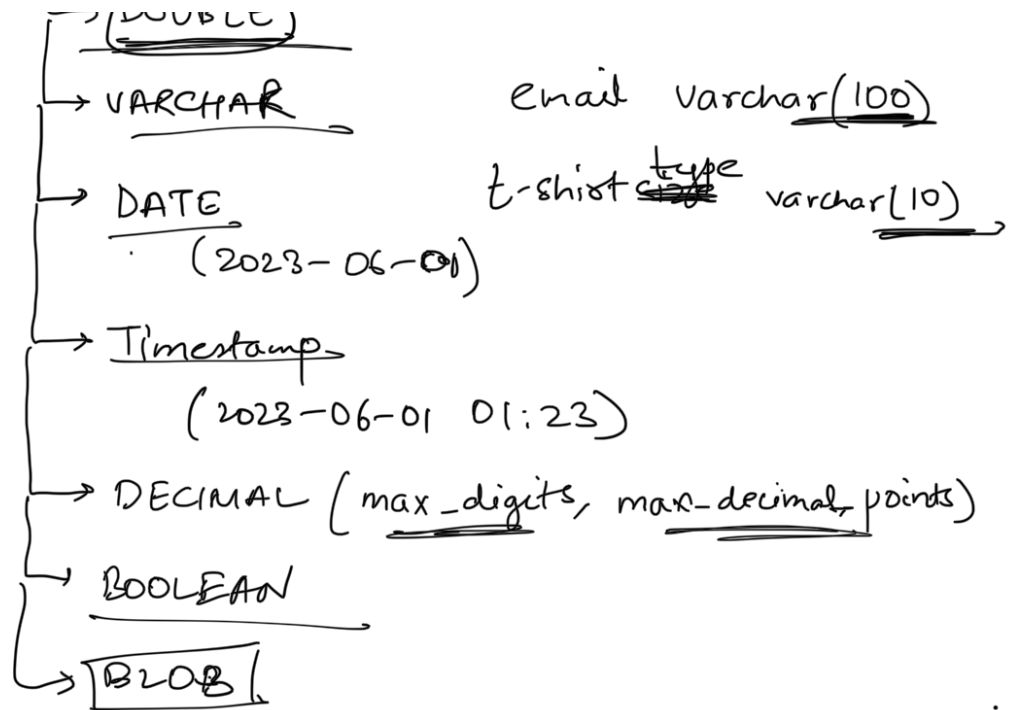 DOUBLE
VARCHAR
email varchar(100)
t-shirt type varchar(10)
DATE
(2023-06-01)
Timestamp
(2023-06-01 01:23)
DECIMAL (max_digits, max_decimal_points)
BOOLEAN
BLOB